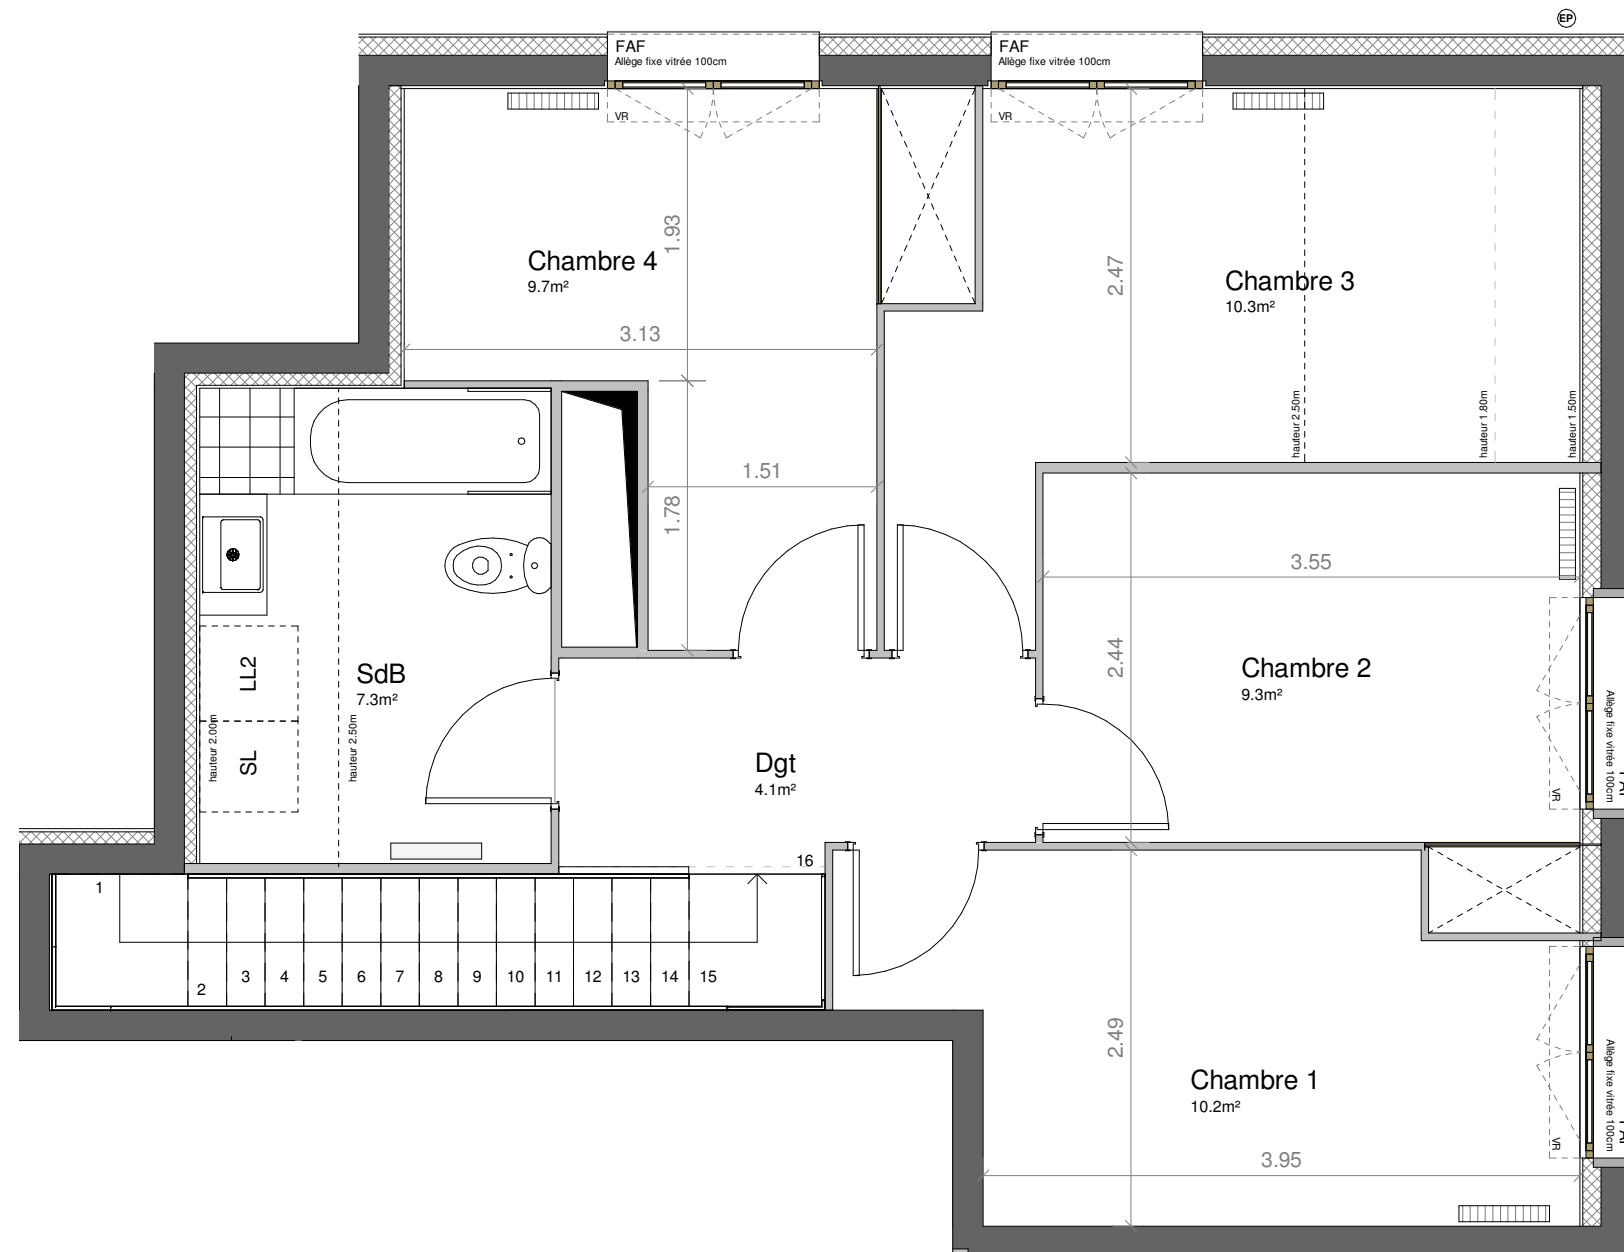 EP
FAF
Allège fixe vitrée 100cm
VR
FAF
Allège fixe vitrée 100cm
VR
Chambre 4
9.7m²
1.93
3.13
Chambre 3
10.3m²
2.47
hauteur 2.50m
hauteur 1.80m
hauteur 1.50m
1.51
1.78
3.55
2.44
Chambre 2
9.3m²
Allège fixe vitrée 100cm
VR
SdB
7.3m²
LL2
SL
hauteur 2.00m
hauteur 2.50m
Dgt
4.1m²
16
1
2
3
4
5
6
7
8
9
10
11
12
13
14
15
2.49
Chambre 1
10.2m²
3.95
Allège fixe vitrée 100cm
VR